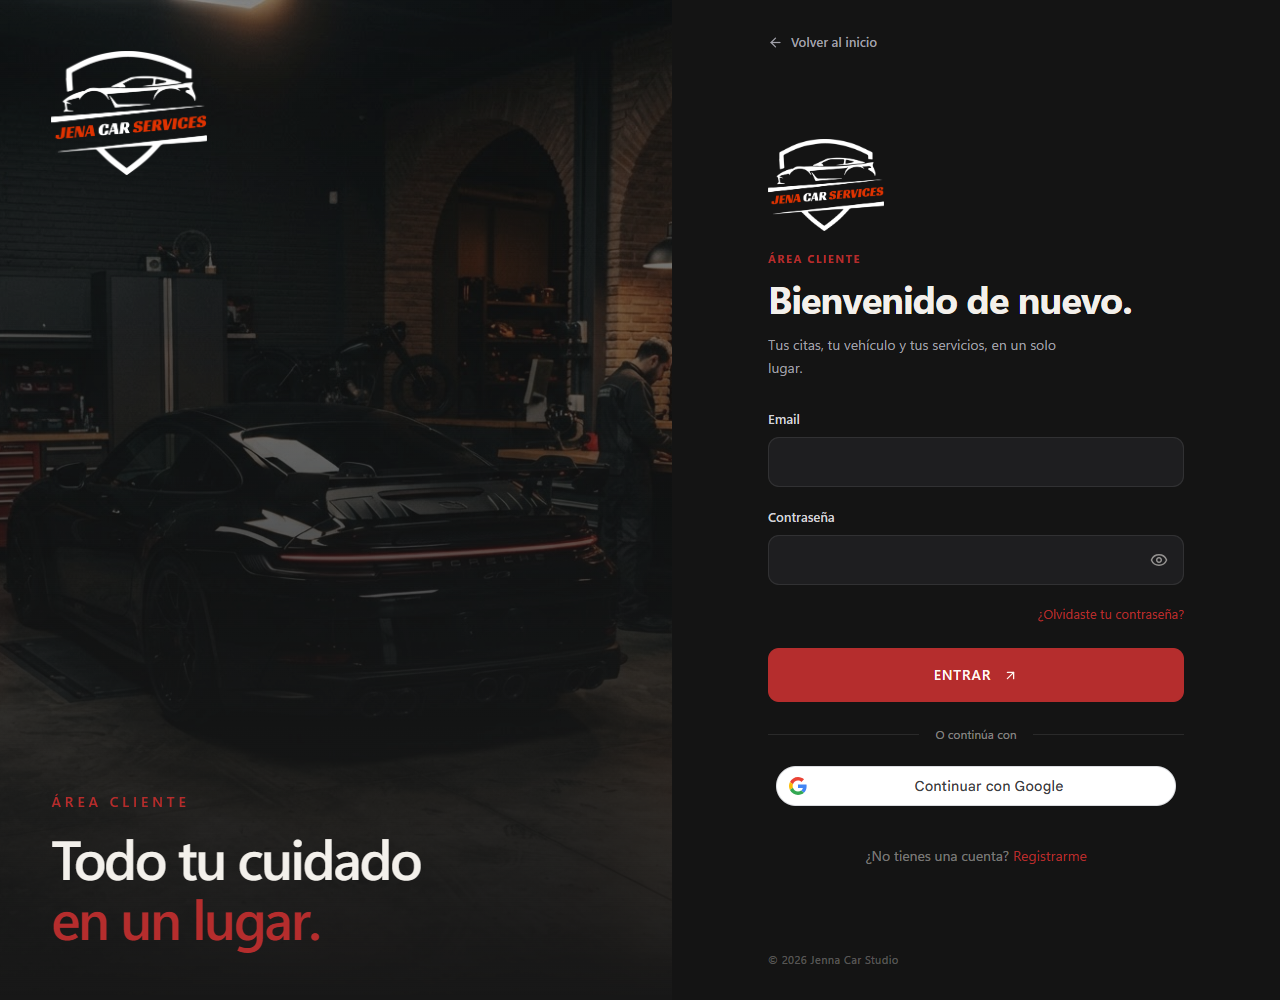 JENA CAR SERVICES
ÁREA CLIENTE
Todo tu cuidado
en un lugar.
Volver al inicio
JENA CAR SERVICES
ÁREA CLIENTE
Bienvenido de nuevo.
Tus citas, tu vehículo y tus servicios, en un solo
lugar.
Email
Contraseña
¿Olvidaste tu contraseña?
ENTRAR
O continúa con
Continuar con Google
¿No tienes una cuenta? Registrarme
© 2026 Jenna Car Studio